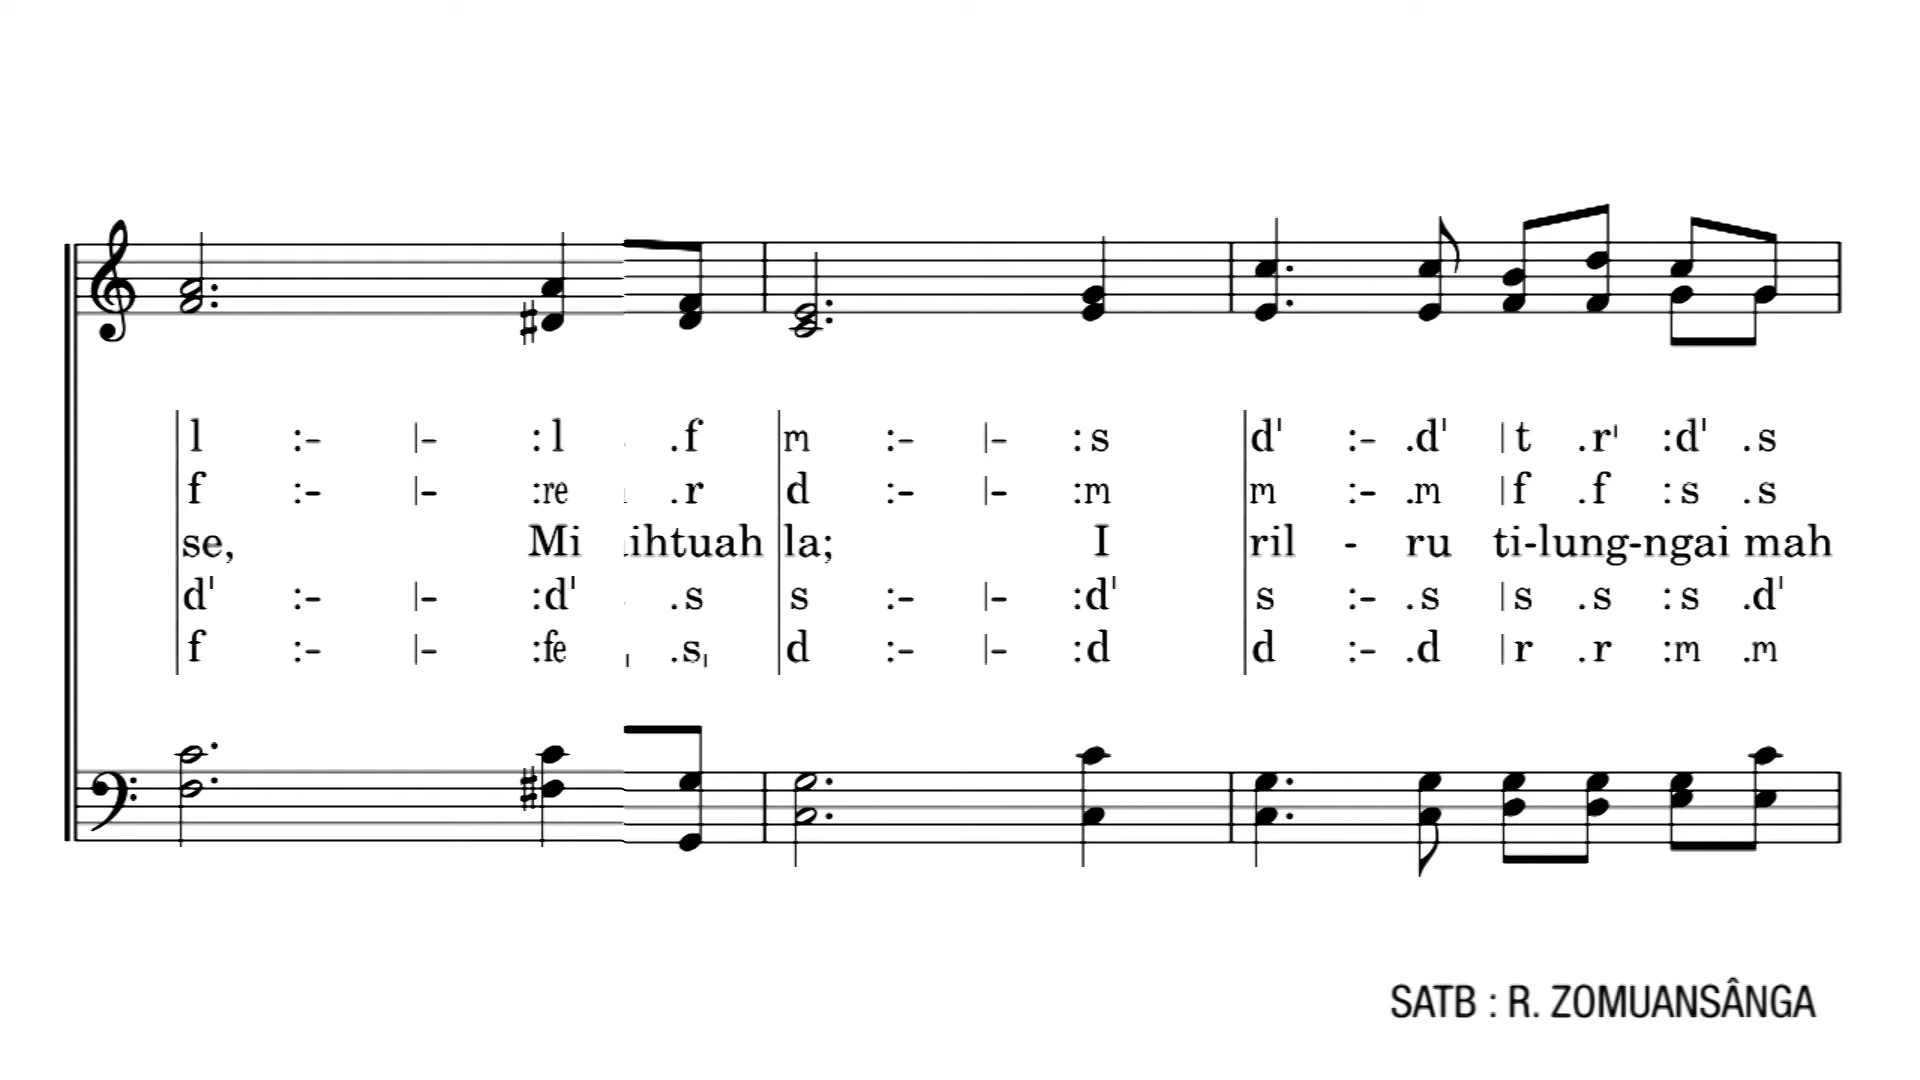 l :- |- :l .f m :- |- :s d' :- .d' |t .r' :d' .s
f :- |- :re .r d :- |- :m m :- .m |f .f :s .s
se, Mi ihtuah la; I ril - ru ti-lung-ngai mah
d' :- |- :d' .s s :- |- :d' s :- .s |s .s :s .d'
f :- |- :fe .s, d :- |- :d d :- .d |r .r :m .m
SATB : R. ZOMUANSÂNGA